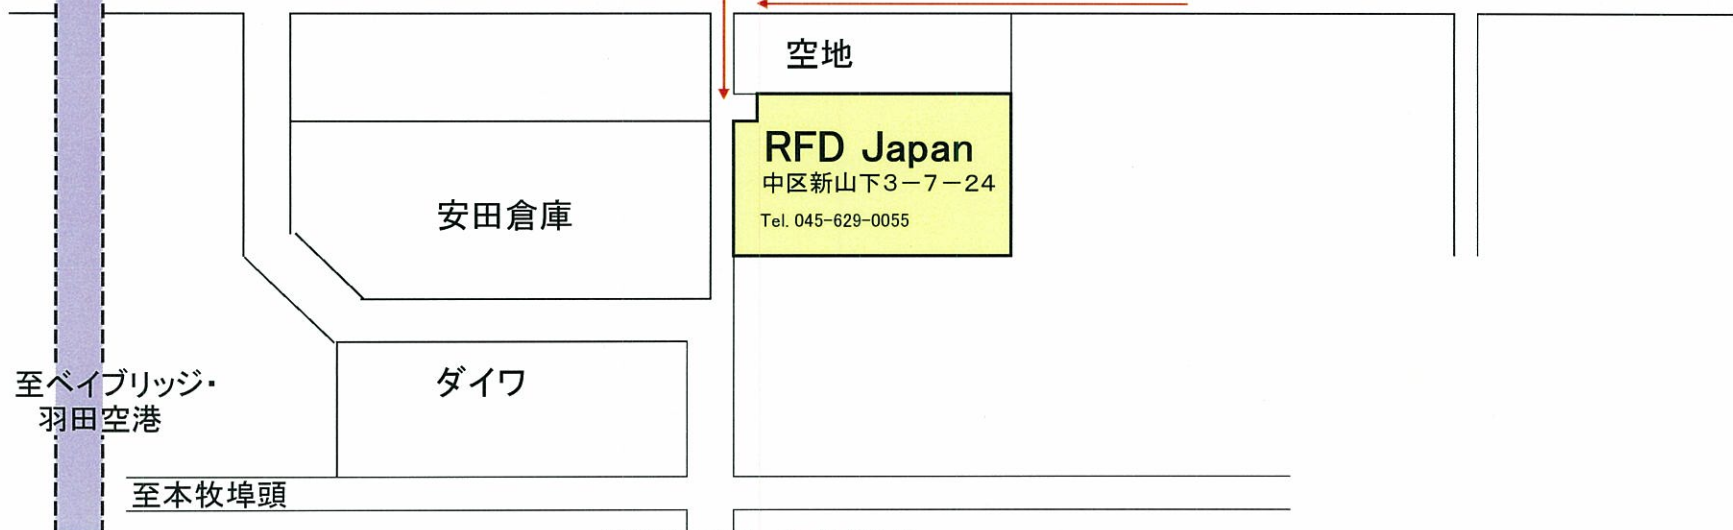 空地
RFD Japan
中区新山下3－7－24
Tel. 045-629-0055
安田倉庫
ダイワ
至ベイブリッジ・
羽田空港
至本牧埠頭